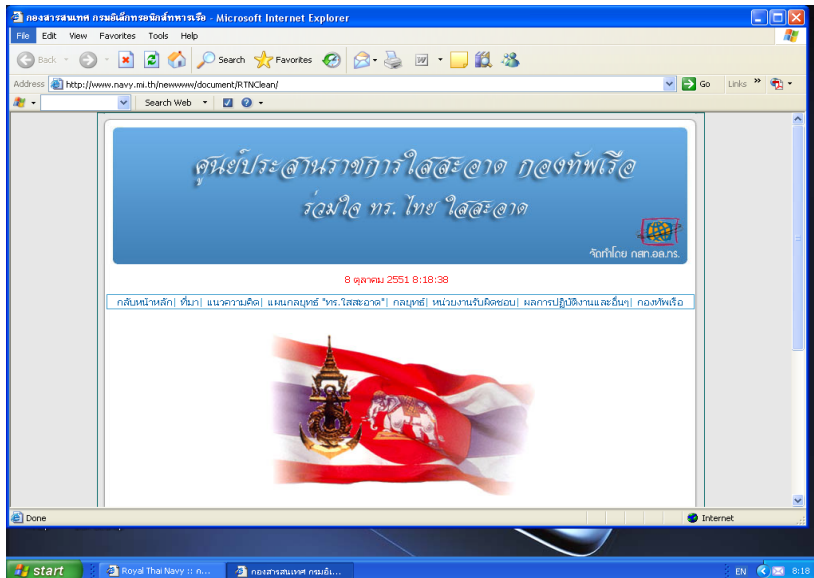 กองสารสนเทศ กรมอิเล็กทรอนิกส์ทหารเรือ - Microsoft Internet Explorer
File Edit View Favorites Tools Help
Back Search Favorites
Address http://www.navy.mi.th/newwww/document/RTNClean/ Go Links »
Search Web
ศูนย์ประสานราชการใสสะอาด กองทัพเรือ
ร่วมใจ ทร. ไทย ใสสะอาด
จัดทำโดย กสท.อล.ทร.
8 ตุลาคม 2551 8:18:38
กลับหน้าหลัก| ที่มา| แนวความคิด| แผนกลยุทธ์ "ทร.ใสสะอาด"| กลยุทธ์| หน่วยงานรับผิดชอบ| ผลการปฏิบัติงานและอื่นๆ| กองทัพเรือ
Done Internet
start Royal Thai Navy :: ก... กองสารสนเทศ กรมอิเ... EN 8:18